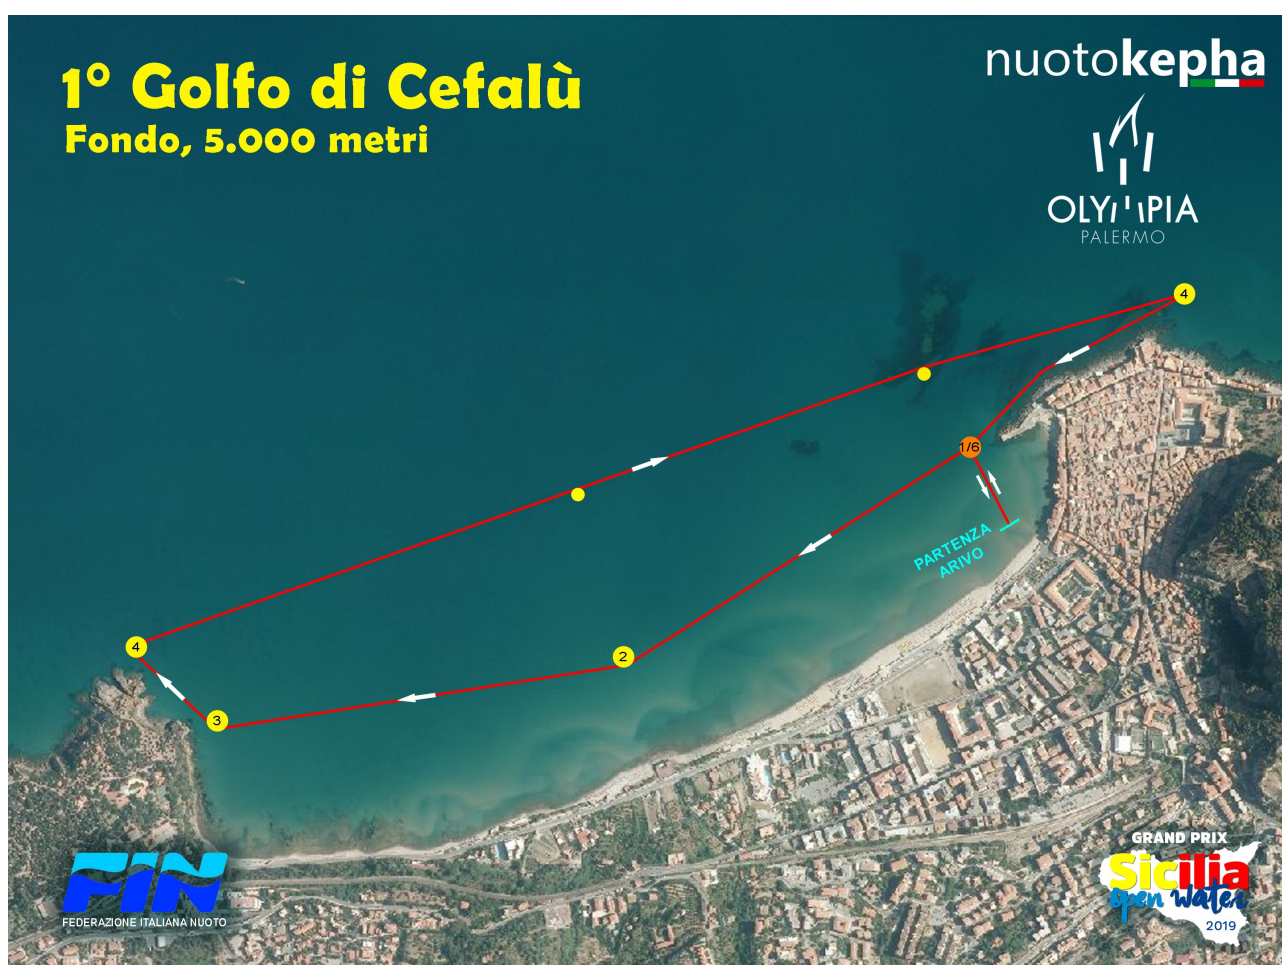 1° Golfo di Cefalù
Fondo, 5.000 metri
nuotokepha
OLYMPIA
PALERMO
4
1/6
PARTENZA
ARIVO
4
2
3
GRAND PRIX
Sicilia
open water
2019
FIN
FEDERAZIONE ITALIANA NUOTO